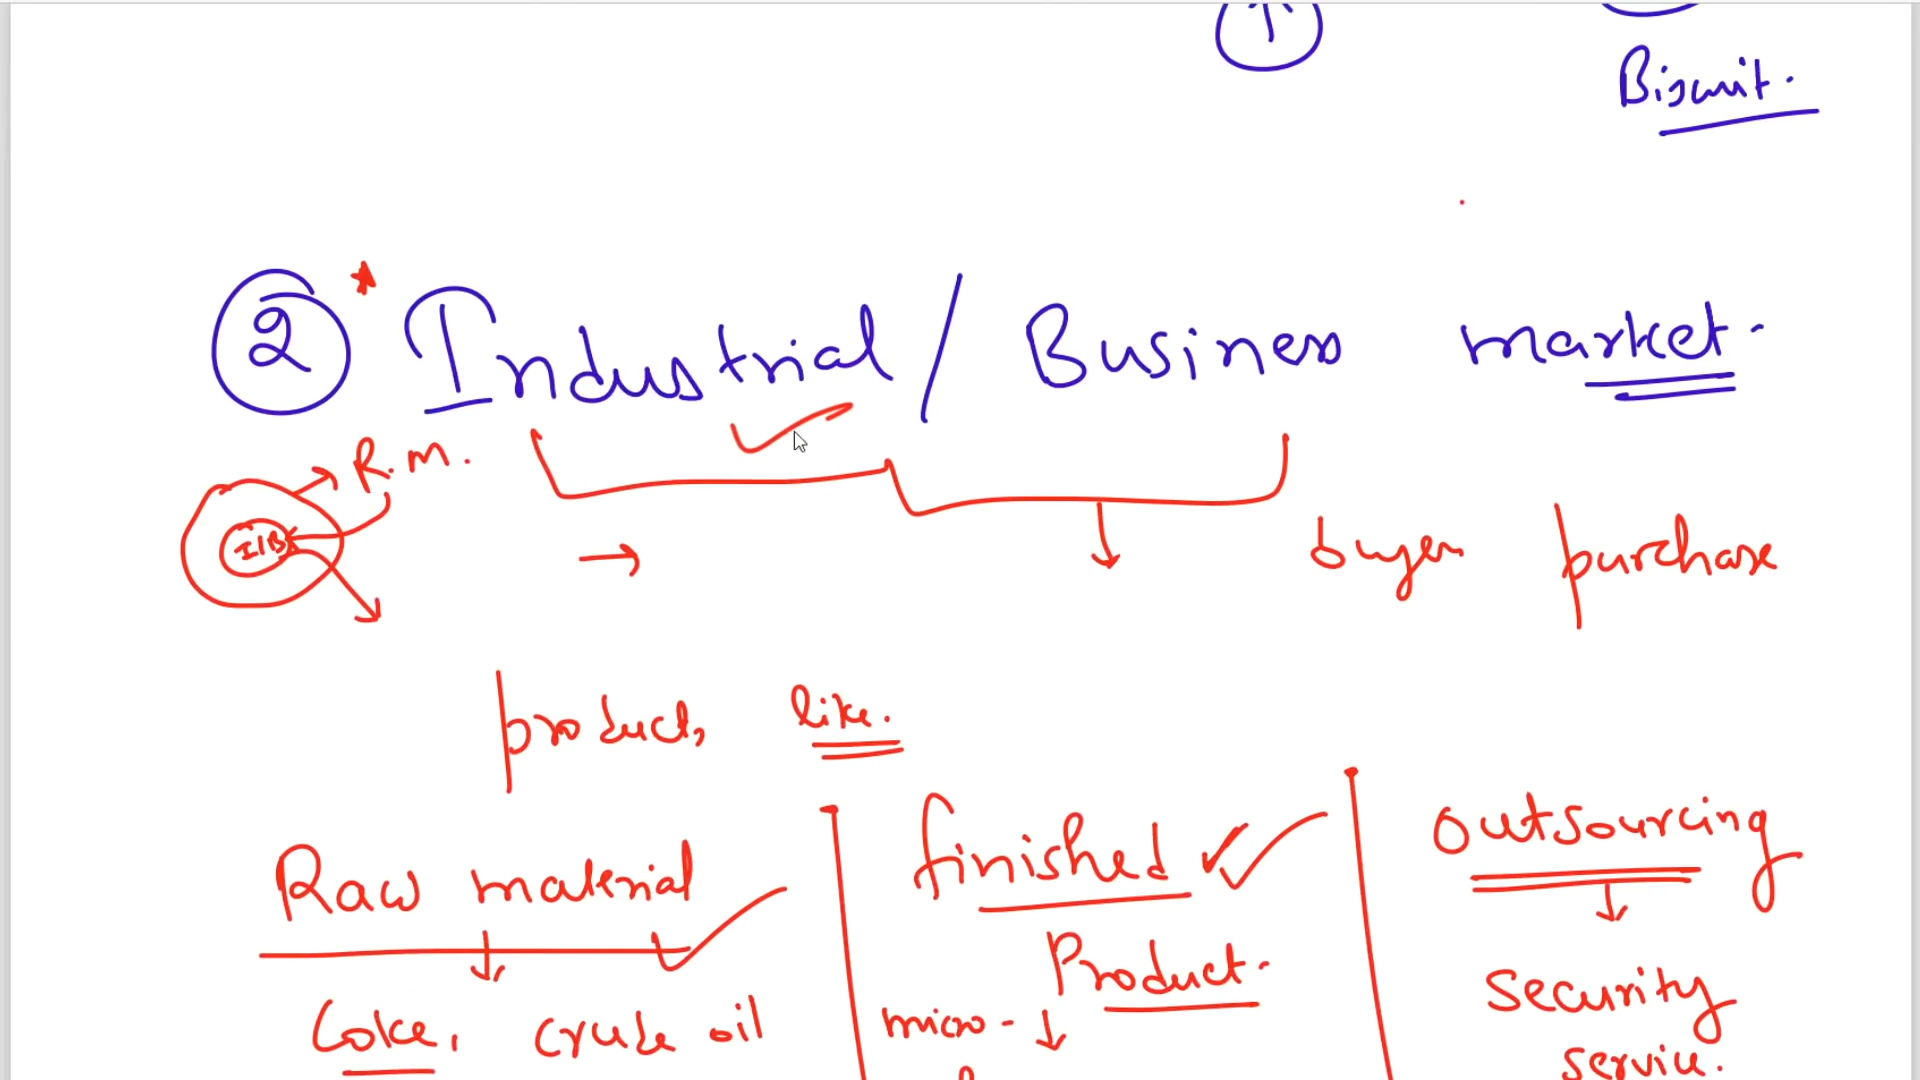 Biscuit.
2 * Industrial / Business market.
R.M.
I/B
→ buyer purchase
product, like.
Raw material
finished
Product.
outsourcing
Coke, crude oil
micro -
security
service.